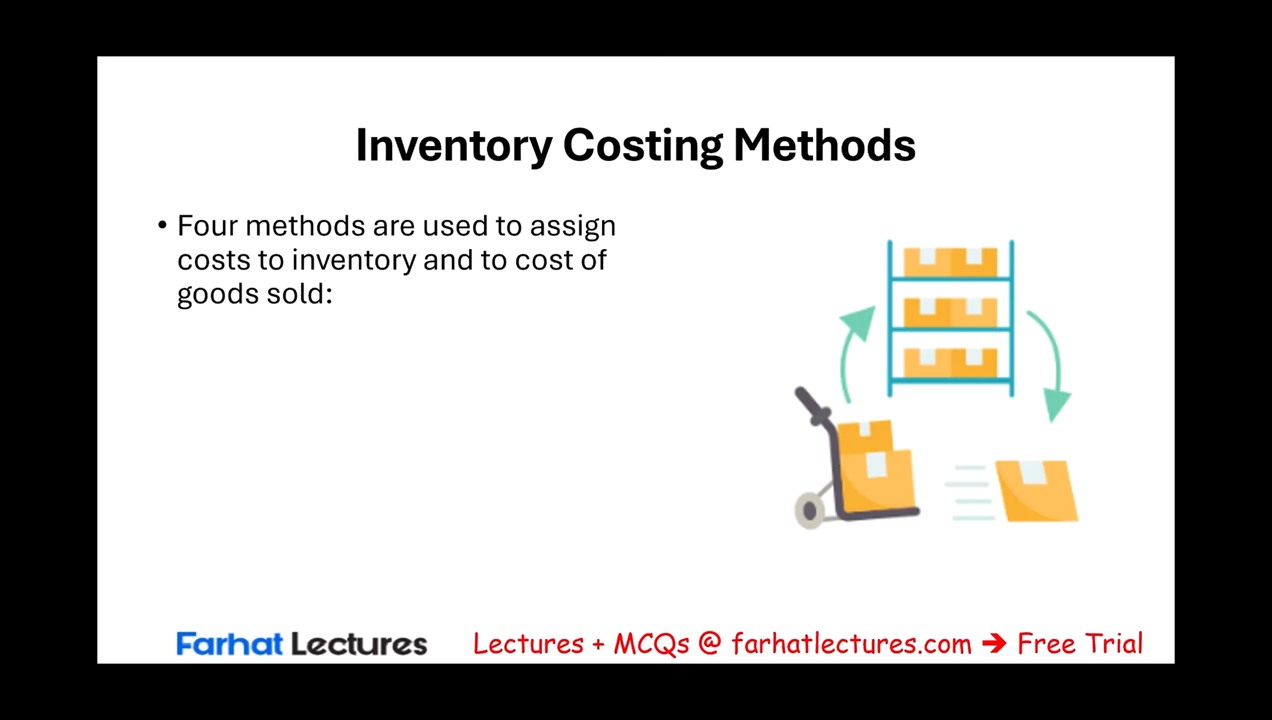 Inventory Costing Methods
• Four methods are used to assign
costs to inventory and to cost of
goods sold:
Farhat Lectures
Lectures + MCQs @ farhatlectures.com ➔ Free Trial